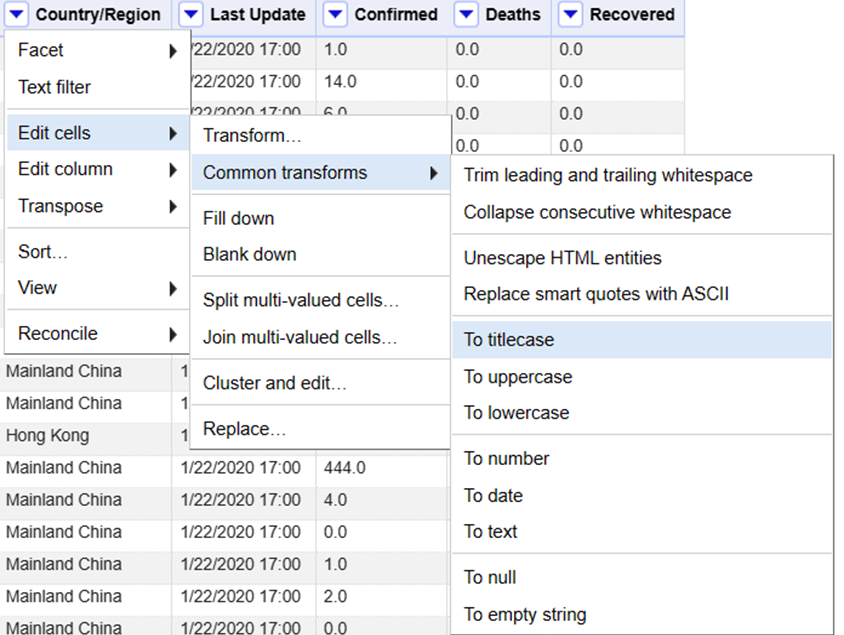 Country/Region Last Update Confirmed Deaths Recovered
/22/2020 17:00 1.0 0.0 0.0
/22/2020 17:00 14.0 0.0 0.0
/22/2020 17:00 6.0 0.0 0.0
0.0 0.0
Facet
Text filter
Edit cells
Edit column
Transpose
Sort…
View
Reconcile
Transform…
Common transforms
Fill down
Blank down
Split multi-valued cells…
Join multi-valued cells…
Cluster and edit…
Replace…
Trim leading and trailing whitespace
Collapse consecutive whitespace
Unescape HTML entities
Replace smart quotes with ASCII
To titlecase
To uppercase
To lowercase
To number
To date
To text
To null
To empty string
Mainland China 1
Mainland China 1
Hong Kong 1
Mainland China 1/22/2020 17:00 444.0
Mainland China 1/22/2020 17:00 4.0
Mainland China 1/22/2020 17:00 0.0
Mainland China 1/22/2020 17:00 1.0
Mainland China 1/22/2020 17:00 2.0
Mainland China 1/22/2020 17:00 0.0